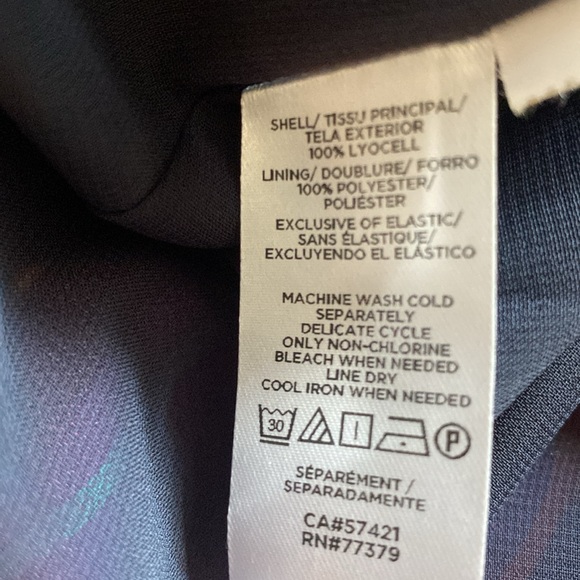 SHELL/ TISSU PRINCIPAL/
TELA EXTERIOR
100% LYOCELL
LINING/ DOUBLURE/ FORRO
100% POLYESTER/
POLIÉSTER
EXCLUSIVE OF ELASTIC/
SANS ÉLASTIQUE/
EXCLUYENDO EL ELÁSTICO
MACHINE WASH COLD
SEPARATELY
DELICATE CYCLE
ONLY NON-CHLORINE
BLEACH WHEN NEEDED
LINE DRY
COOL IRON WHEN NEEDED
30 P
SÉPARÉMENT /
SEPARADAMENTE
CA#57421
RN#77379